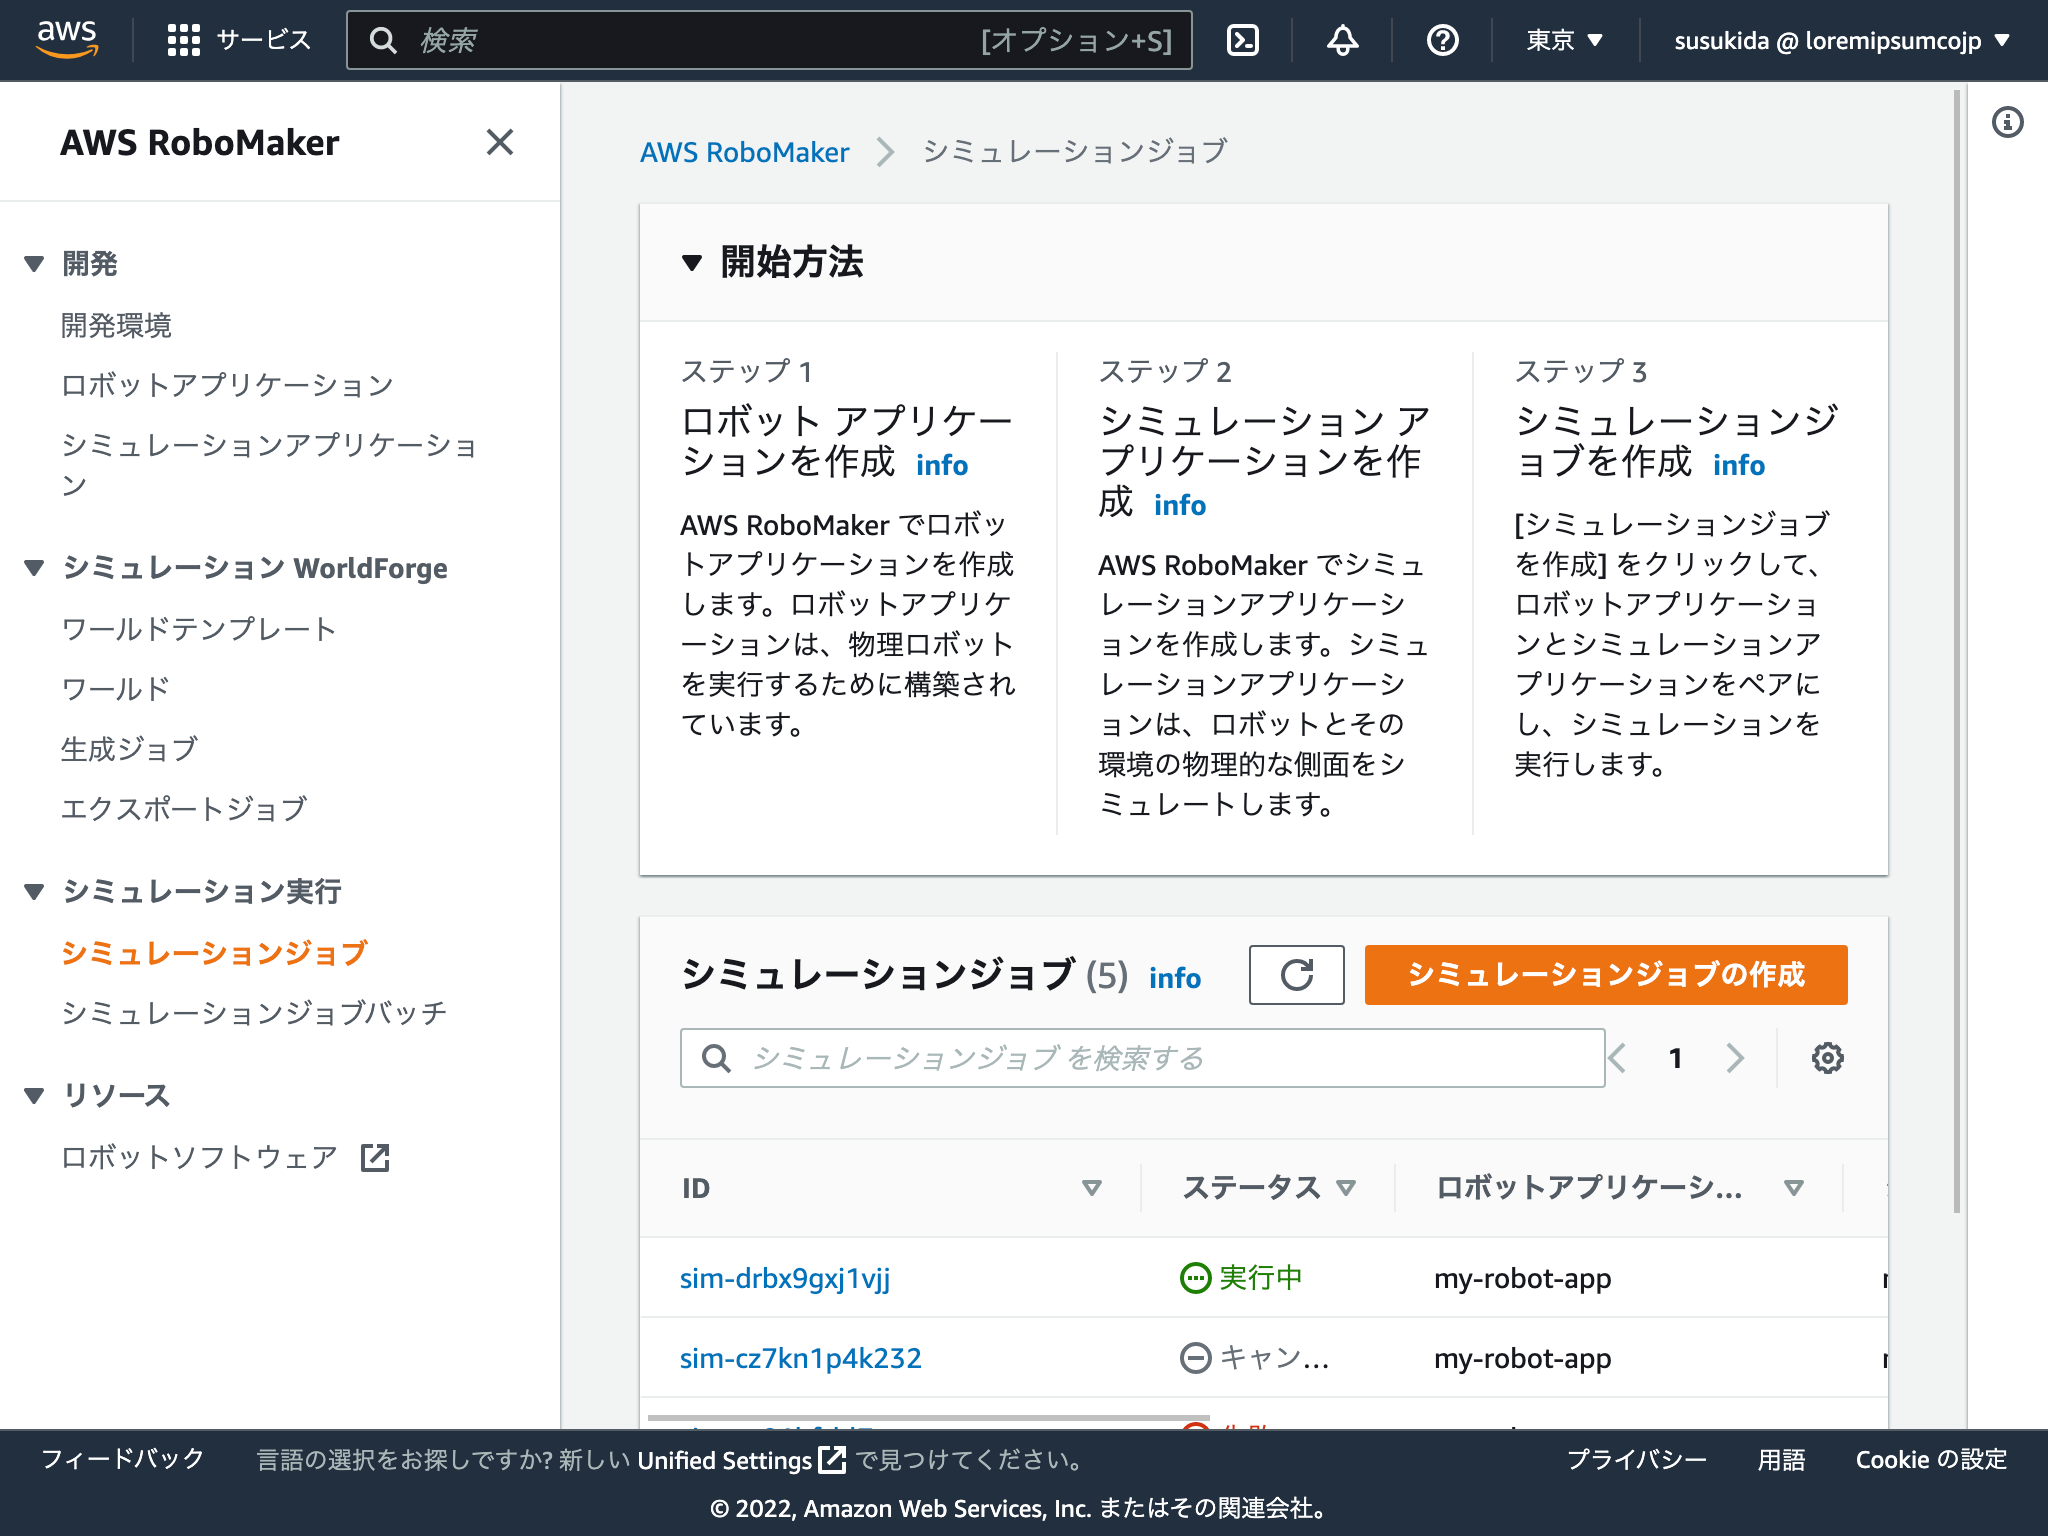 aws
サービス
検索
[オプション+S]
東京
susukida @ loremipsumcojp
AWS RoboMaker
開発
開発環境
ロボットアプリケーション
シミュレーションアプリケーショ
ン
シミュレーション WorldForge
ワールドテンプレート
ワールド
生成ジョブ
エクスポートジョブ
シミュレーション実行
シミュレーションジョブ
シミュレーションジョブバッチ
リソース
ロボットソフトウェア
AWS RoboMaker
シミュレーションジョブ
開始方法
ステップ 1
ロボット アプリケー
ションを作成 info
AWS RoboMaker でロボッ
トアプリケーションを作成
します。ロボットアプリケ
ーションは、物理ロボット
を実行するために構築され
ています。
ステップ 2
シミュレーション ア
プリケーションを作
成 info
AWS RoboMaker でシミュ
レーションアプリケーシ
ョンを作成します。シミュ
レーションアプリケーシ
ョンは、ロボットとその
環境の物理的な側面をシ
ミュレートします。
ステップ 3
シミュレーションジ
ョブを作成 info
[シミュレーションジョブ
を作成] をクリックして、
ロボットアプリケーショ
ンとシミュレーションア
プリケーションをペアに
し、シミュレーションを
実行します。
シミュレーションジョブ (5) info
シミュレーションジョブの作成
シミュレーションジョブ を検索する
1
ID
ステータス
ロボットアプリケーシ...
sim-drbx9gxj1vjj
実行中
my-robot-app
sim-cz7kn1p4k232
キャン...
my-robot-app
フィードバック
言語の選択をお探しですか? 新しい Unified Settings で見つけてください。
プライバシー
用語
Cookie の設定
© 2022, Amazon Web Services, Inc. またはその関連会社。